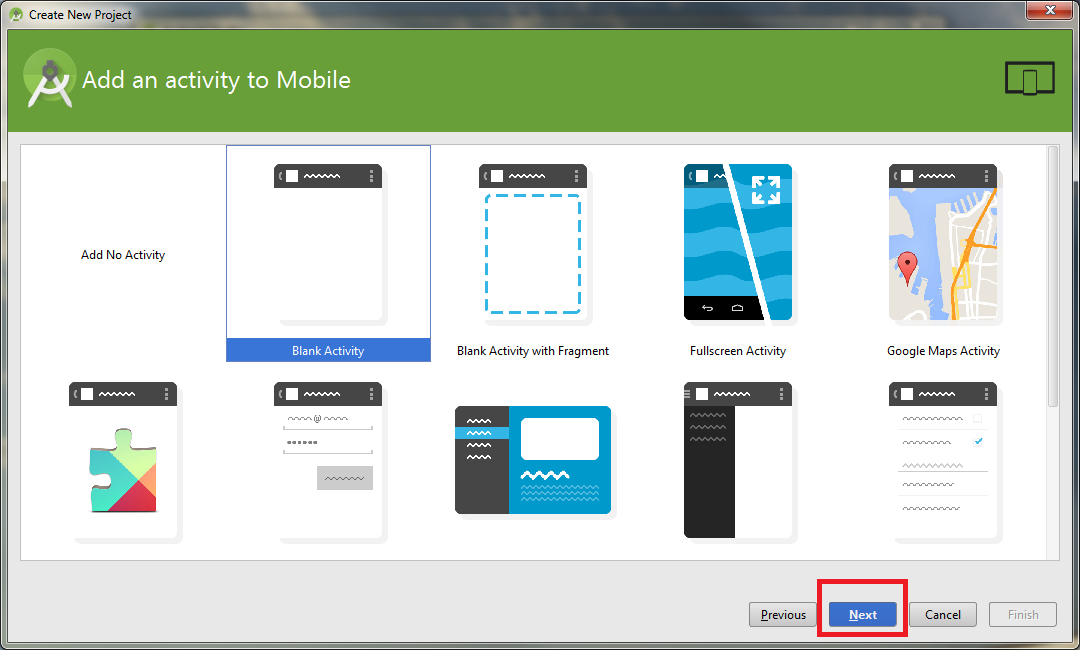 Create New Project
Add an activity to Mobile
Add No Activity
Blank Activity
Blank Activity with Fragment
Fullscreen Activity
Google Maps Activity
Previous
Next
Cancel
Finish